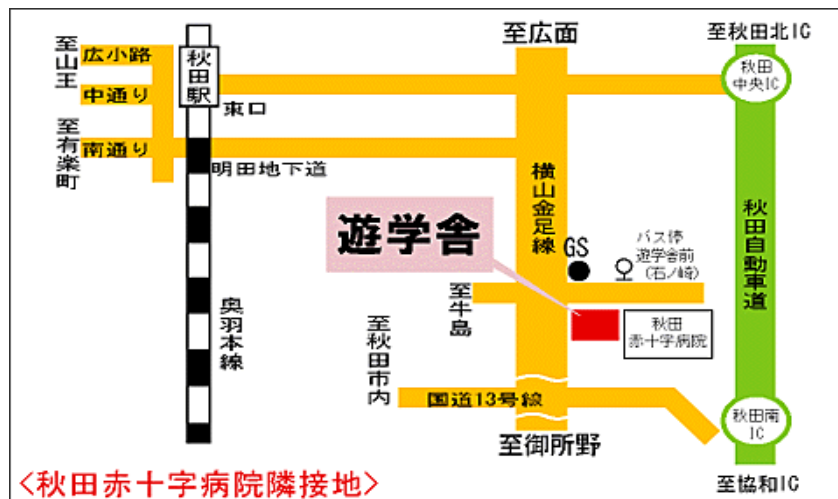 至広面
至秋田北IC
至山王
広小路
秋田駅
秋田
中央IC
中通り
東口
至有楽町
南通り
明田地下道
横山金足線
秋田自動車道
遊学舎
GS
バス停
遊学舎前
(石ノ崎)
至牛島
奥羽本線
至秋田市内
秋田
赤十字病院
国道13号線
秋田南
IC
至御所野
至協和IC
<秋田赤十字病院隣接地>